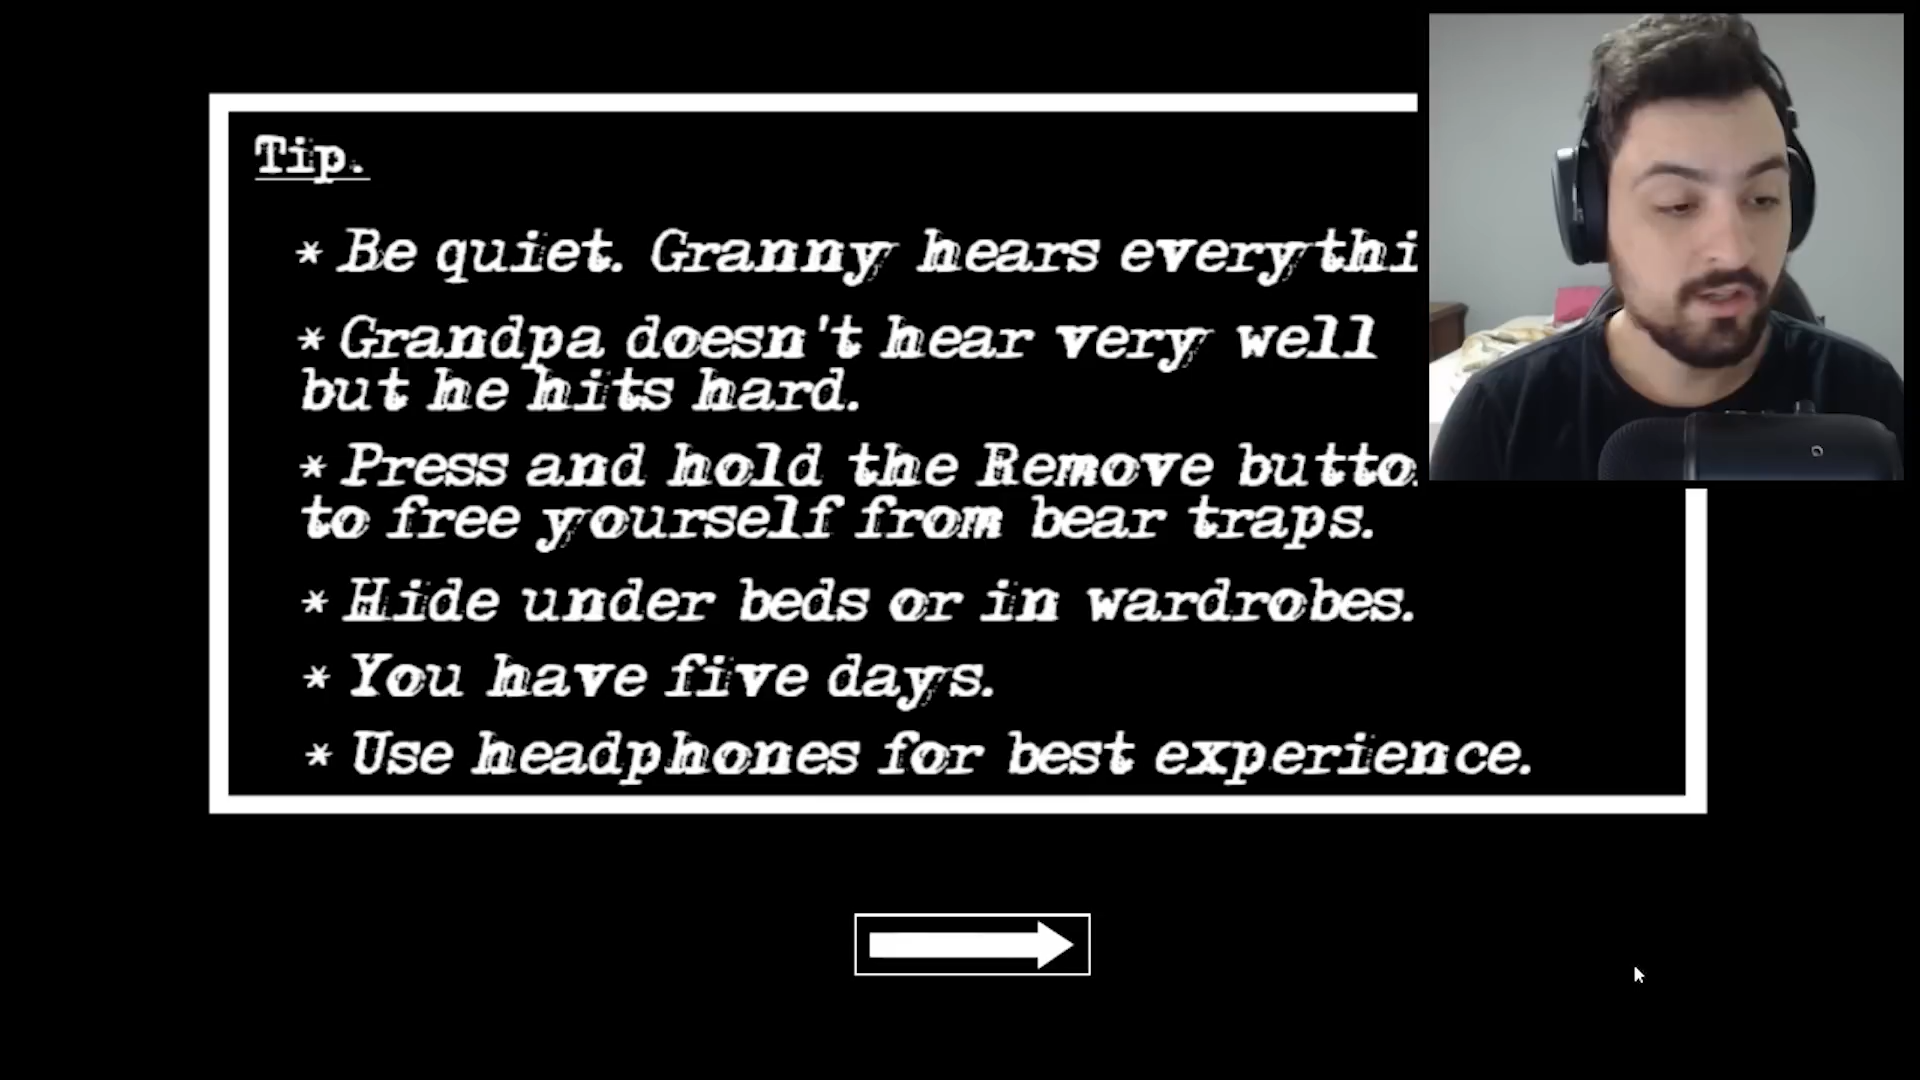 Tip.
* Be quiet. Granny hears everythi
* Grandpa doesn't hear very well
but he hits hard.
* Press and hold the Remove butto
to free yourself from bear traps.
* Hide under beds or in wardrobes.
* You have five days.
* Use headphones for best experience.